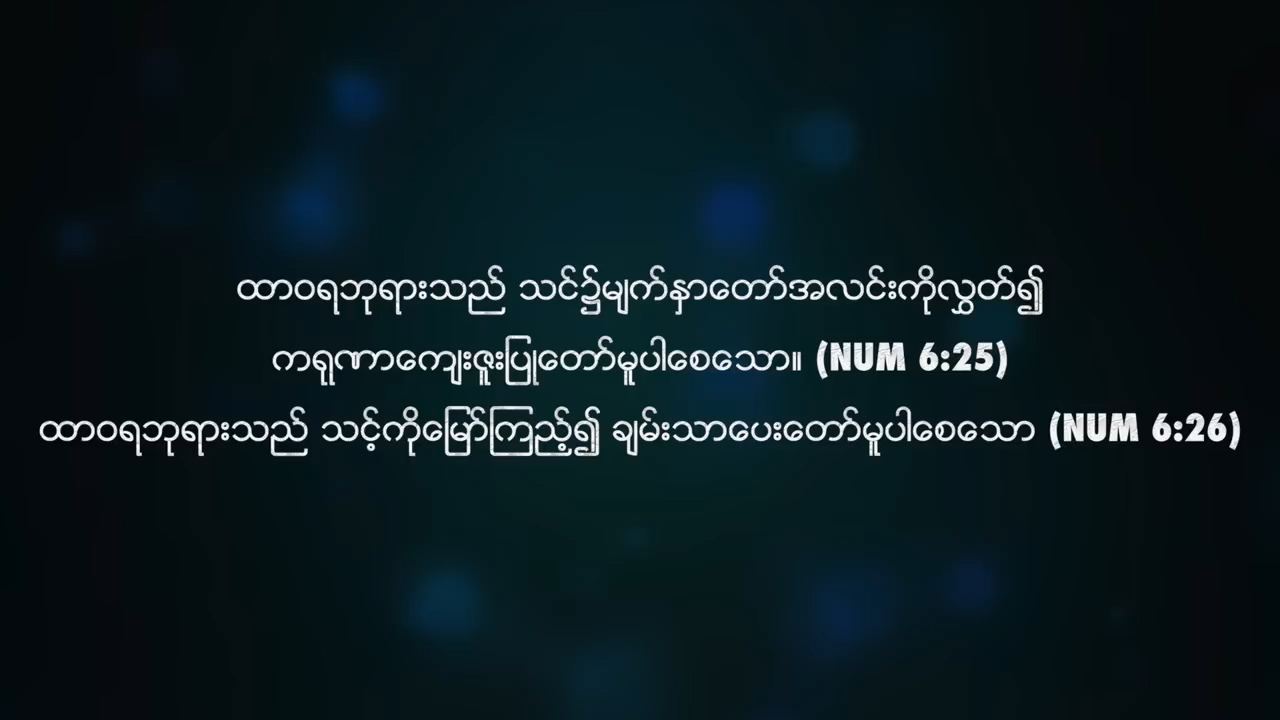 ထာဝရဘုရားသည် သင်၌မျက်နှာတော်အလင်းကိုလွှတ်၍
ကရုဏာကျေးဇူးပြုတော်မူပါစေသော။ (NUM 6:25)
ထာဝရဘုရားသည် သင့်ကိုမြော်ကြည့်၍ ချမ်းသာပေးတော်မူပါစေသော (NUM 6:26)